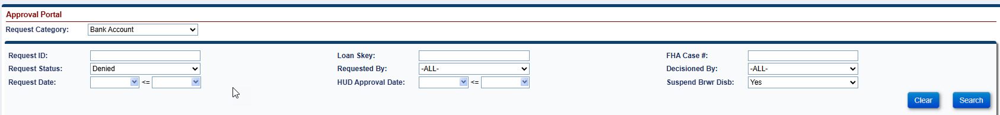 Approval Portal
Request Category: Bank Account
Request ID: Loan Skey: FHA Case #:
Request Status: Denied Requested By: -ALL- Decisioned By: -ALL-
Request Date: <= HUD Approval Date: <= Suspend Brwr Disb: Yes
Clear Search